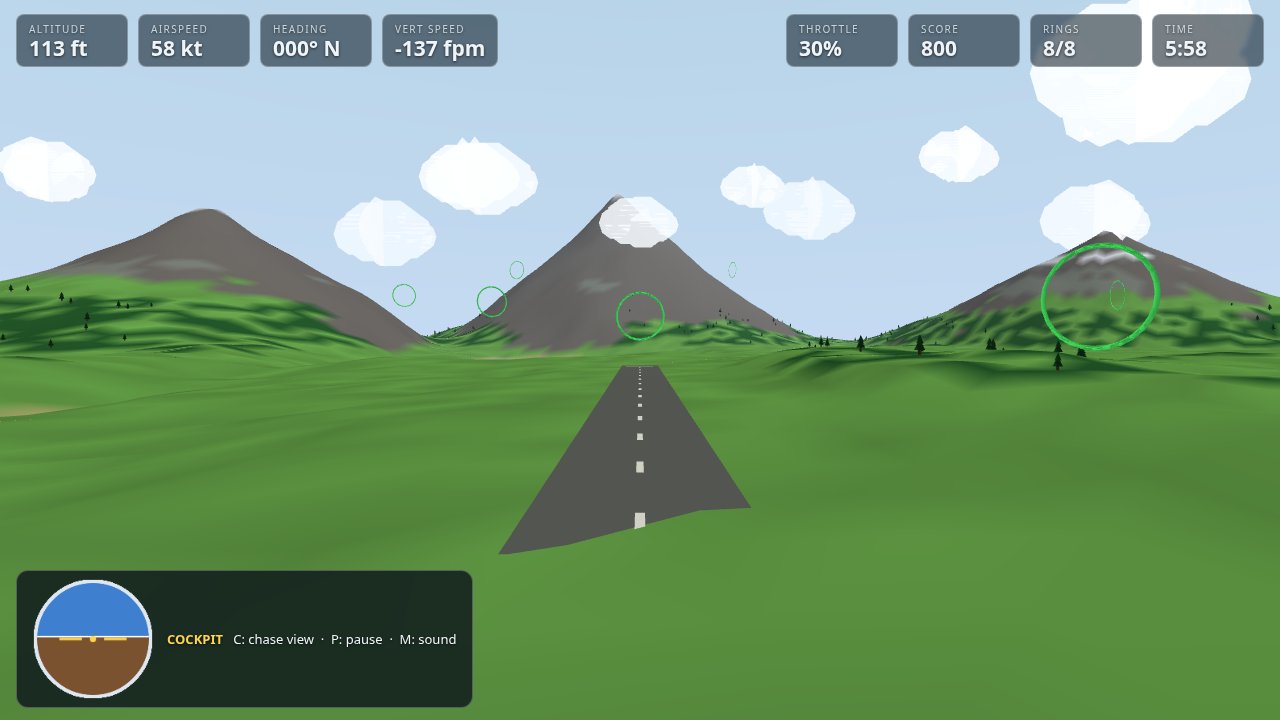 ALTITUDE
113 ft
AIRSPEED
58 kt
HEADING
000° N
VERT SPEED
-137 fpm
THROTTLE
30%
SCORE
800
RINGS
8/8
TIME
5:58
COCKPIT C: chase view · P: pause · M: sound